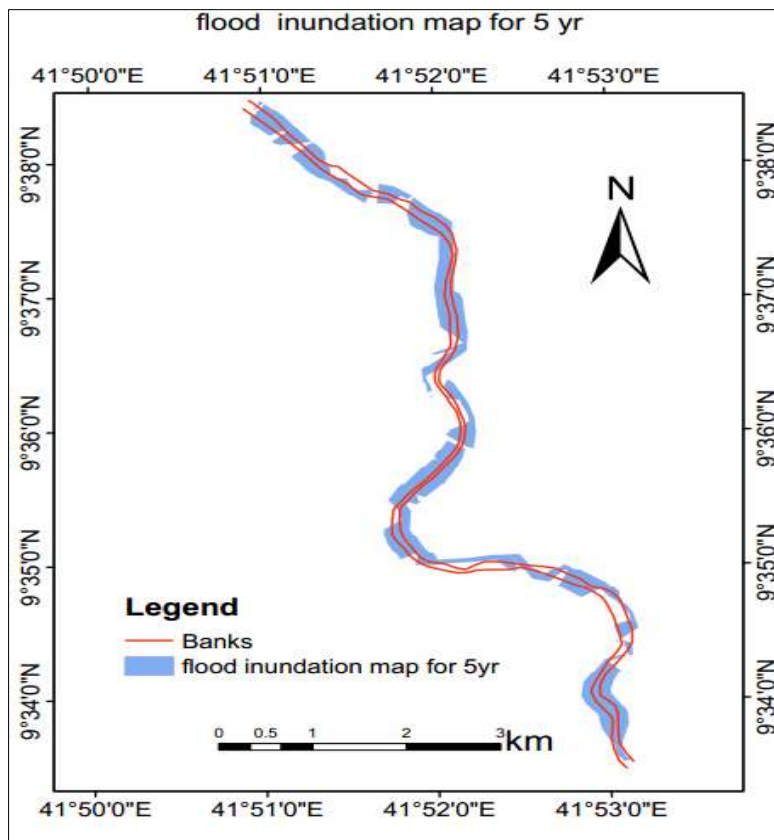 flood inundation map for 5 yr
41°50'0"E 41°51'0"E 41°52'0"E 41°53'0"E
N
9°38'0"N 9°38'0"N
9°37'0"N 9°37'0"N
9°36'0"N 9°36'0"N
9°35'0"N 9°35'0"N
9°34'0"N 9°34'0"N
Legend
Banks
flood inundation map for 5yr
0 0.5 1 2 3 km
41°50'0"E 41°51'0"E 41°52'0"E 41°53'0"E